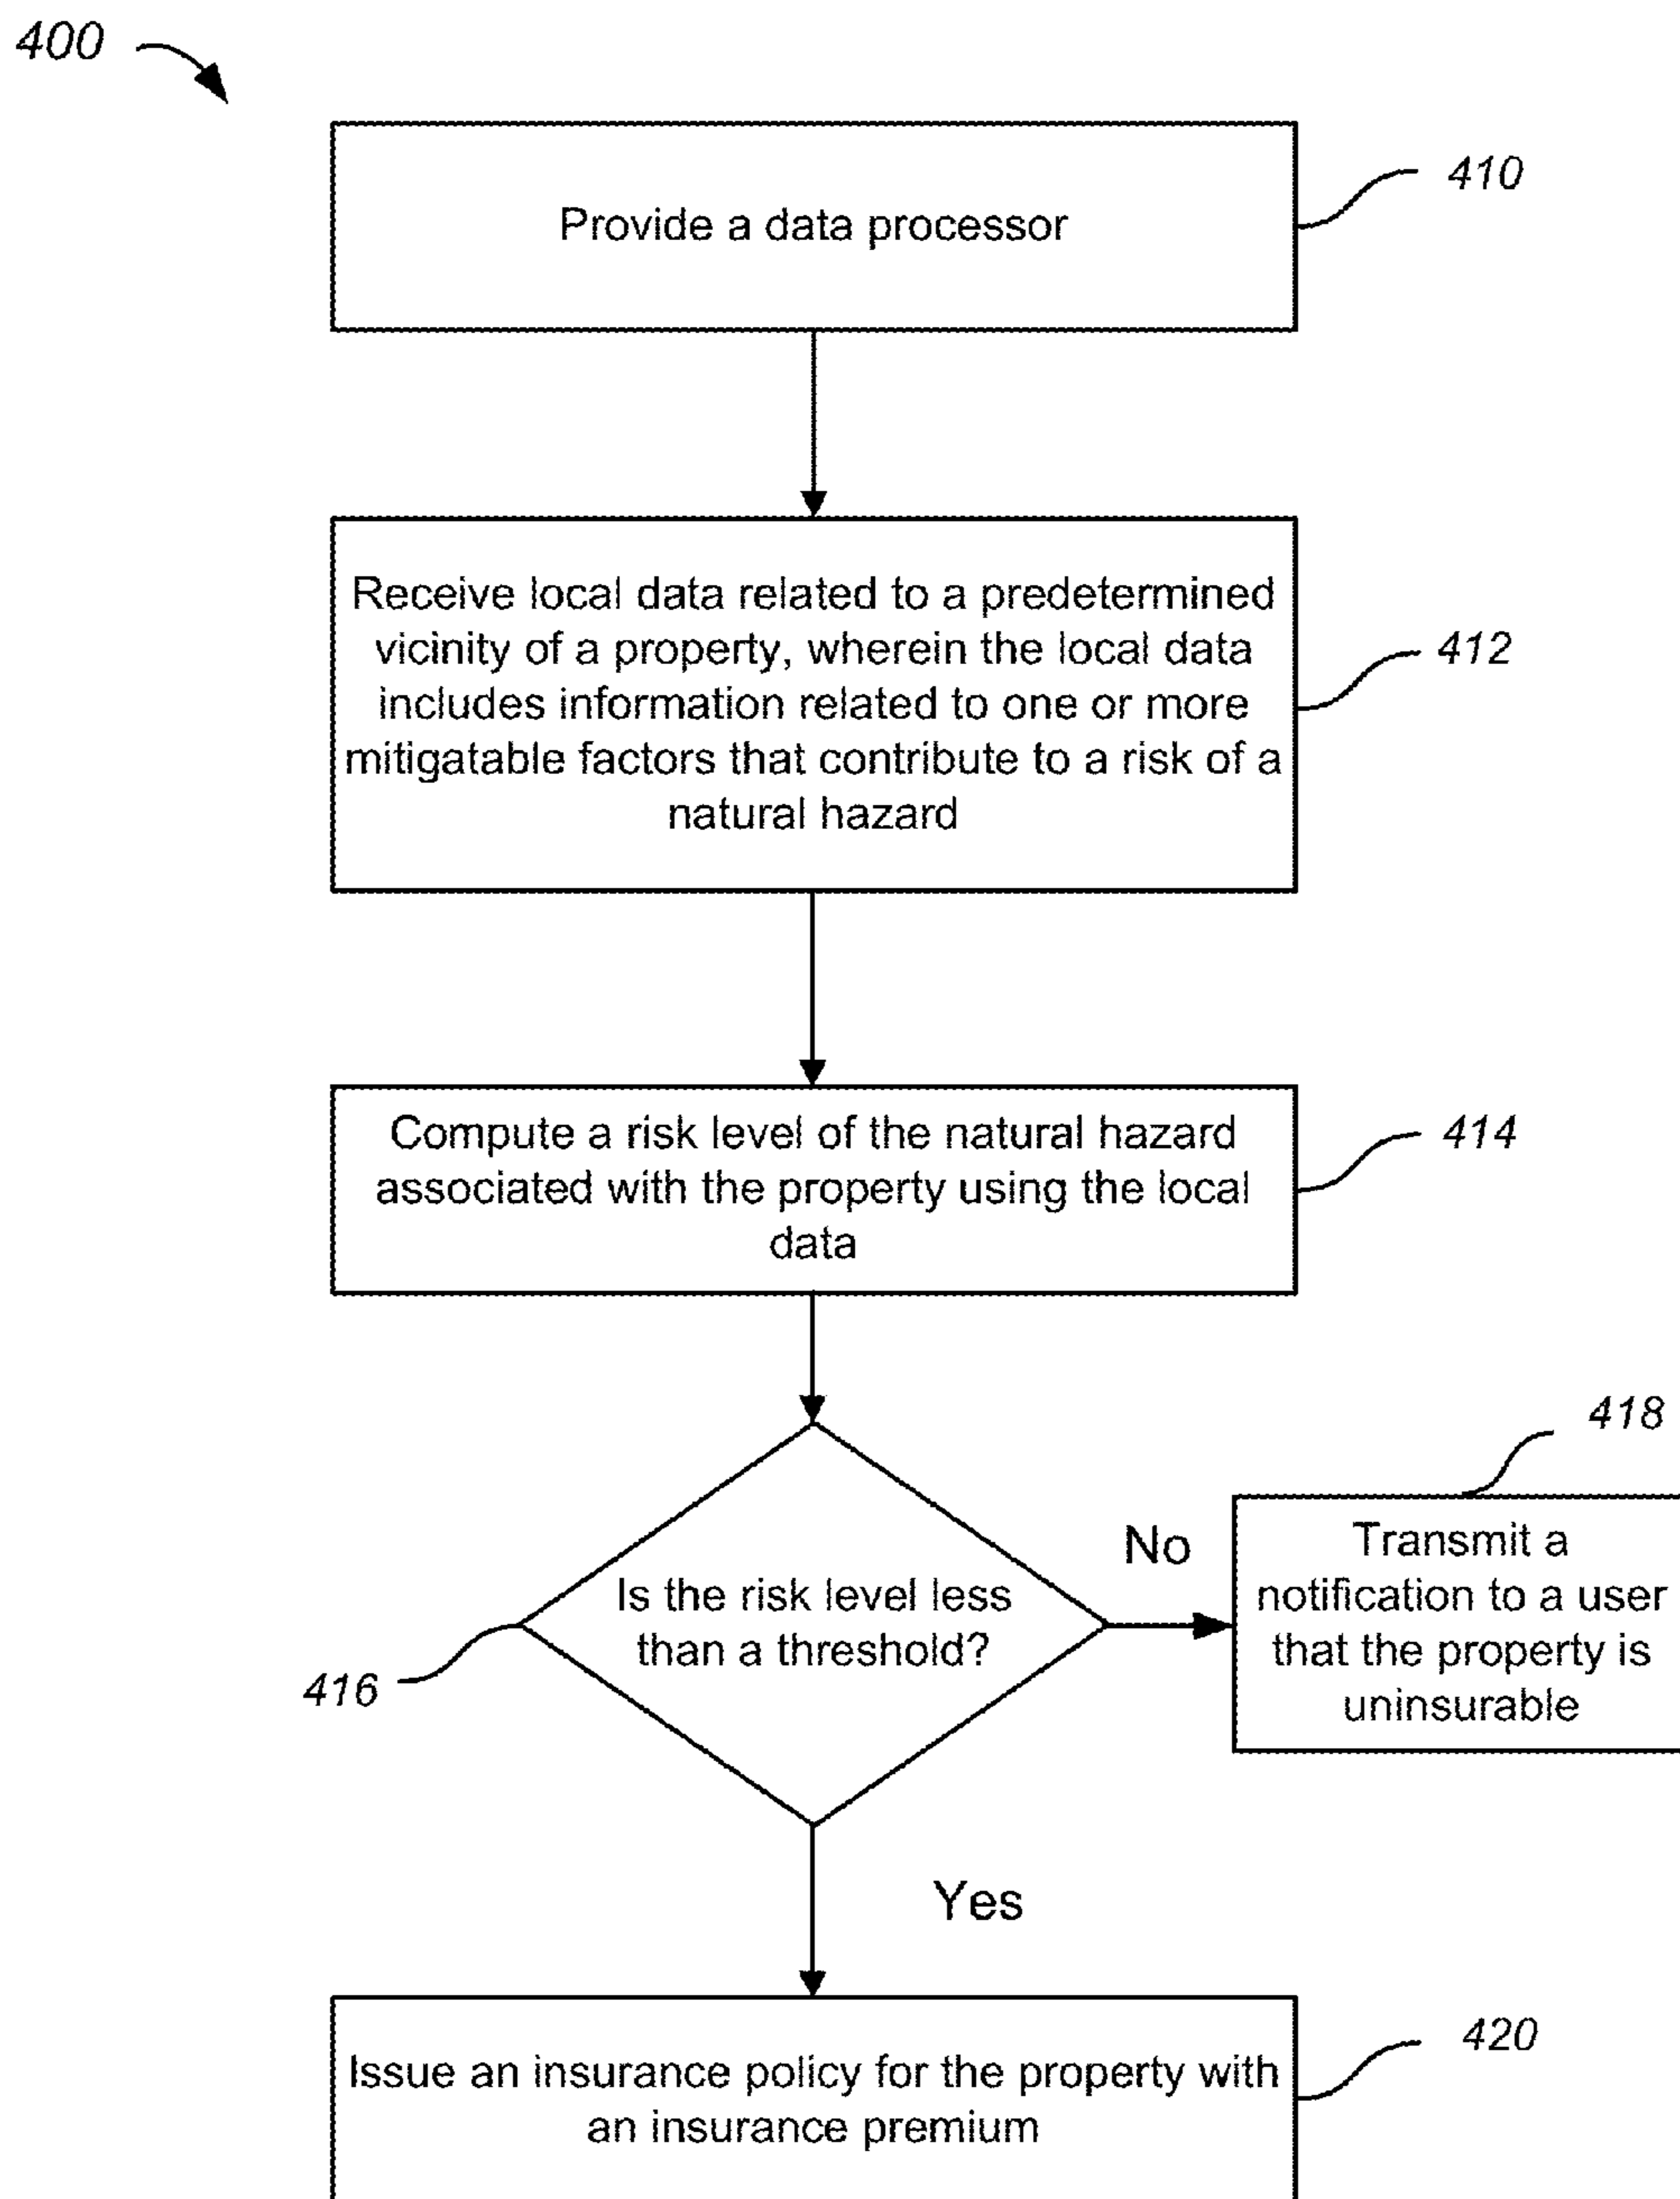 400
Provide a data processor
410
Receive local data related to a predetermined
vicinity of a property, wherein the local data
includes information related to one or more
mitigatable factors that contribute to a risk of a
natural hazard
412
Compute a risk level of the natural hazard
associated with the property using the local
data
414
Is the risk level less
than a threshold?
416
No
418
Transmit a
notification to a user
that the property is
uninsurable
Yes
Issue an insurance policy for the property with
an insurance premium
420